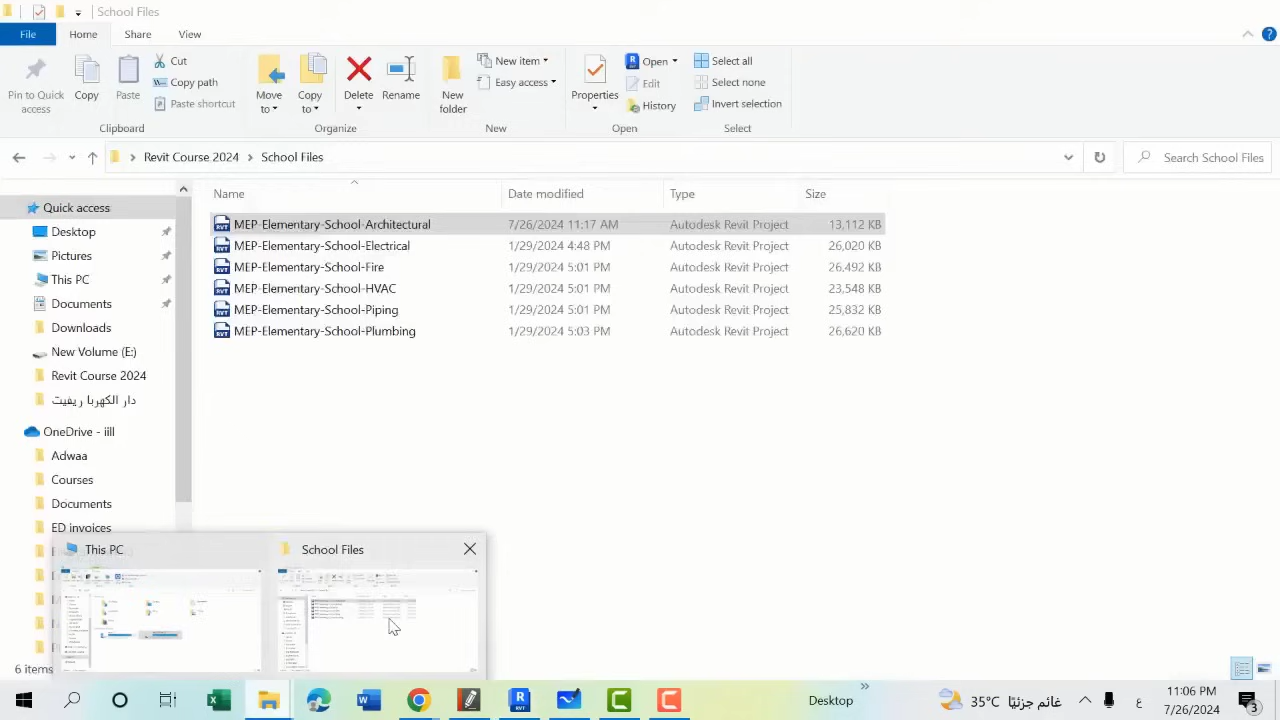 School Files
File Home Share View
Pin to Quick access
Copy
Paste
Cut
Copy path
Paste shortcut
Clipboard
Move to
Copy to
Delete
Rename
Organize
New folder
New item
Easy access
New
Properties
Open
Edit
History
Open
Select all
Select none
Invert selection
Select
Revit Course 2024 School Files
Search School Files
Name Date modified Type Size
MEP-Elementary-School-Architectural 7/26/2024 11:17 AM Autodesk Revit Project 13,112 KB
MEP-Elementary-School-Electrical 1/29/2024 4:48 PM Autodesk Revit Project 26,020 KB
MEP-Elementary-School-Fire 1/29/2024 5:01 PM Autodesk Revit Project 26,492 KB
MEP-Elementary-School-HVAC 1/29/2024 5:01 PM Autodesk Revit Project 23,548 KB
MEP-Elementary-School-Piping 1/29/2024 5:01 PM Autodesk Revit Project 25,832 KB
MEP-Elementary-School-Plumbing 1/29/2024 5:03 PM Autodesk Revit Project 26,620 KB
Quick access
Desktop
Pictures
This PC
Documents
Downloads
New Volume (E:)
Revit Course 2024
دار الكهربا ريفيت
OneDrive - iill
Adwaa
Courses
Documents
ED invoices
This PC
School Files
6 items
Desktop
35°C غائم جزئيًا
ع
11:06 PM
7/26/2024
3